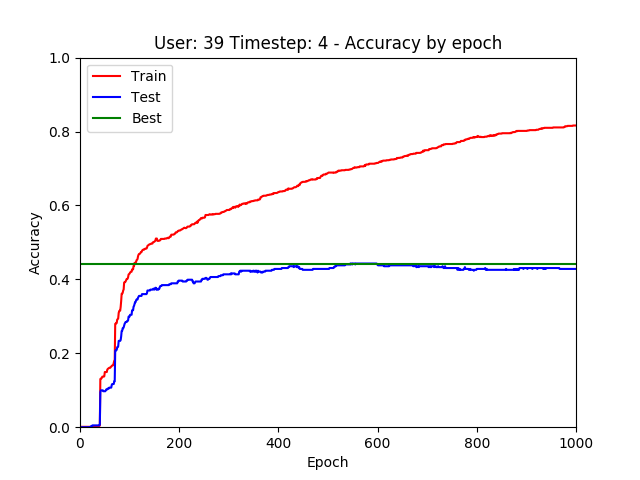 User: 39 Timestep: 4 - Accuracy by epoch
Train
Test
Best
Accuracy
1.0
0.8
0.6
0.4
0.2
0.0
0 200 400 600 800 1000
Epoch